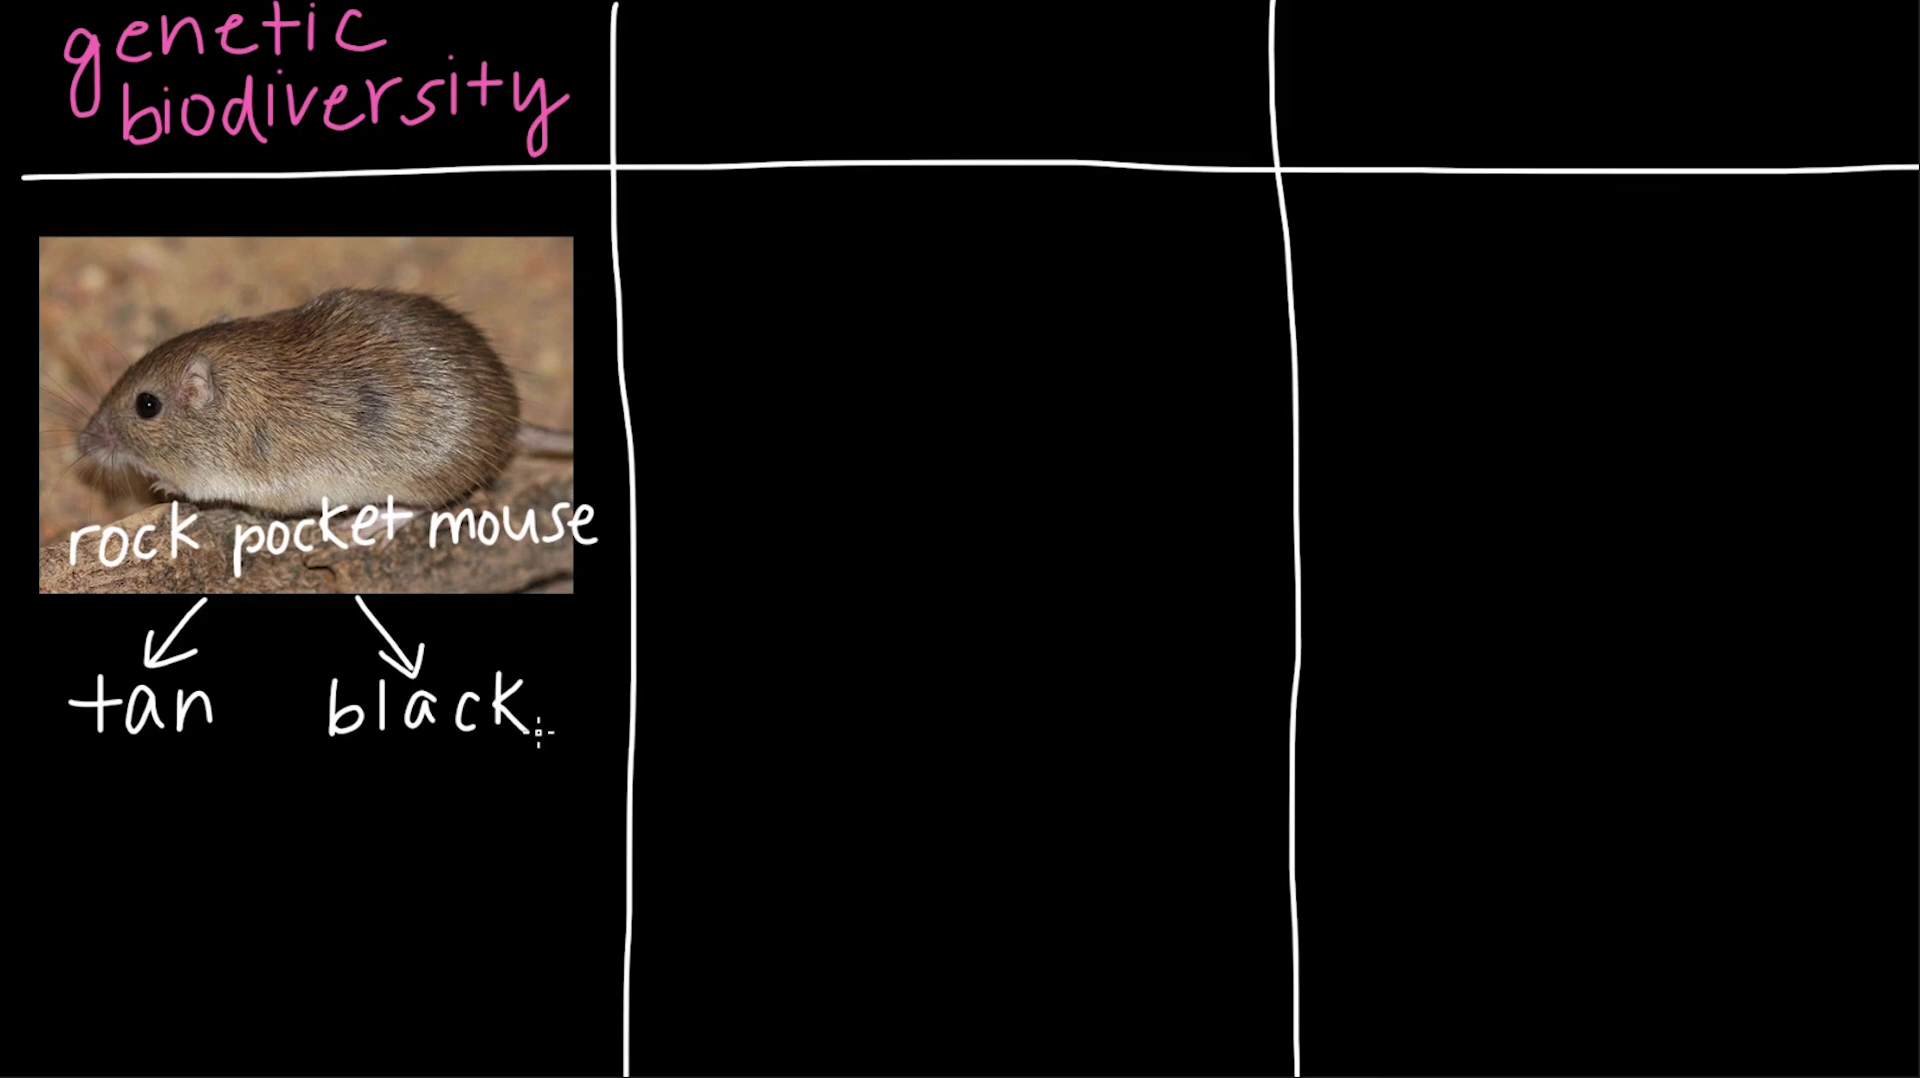 genetic
biodiversity
rock pocket mouse
tan black